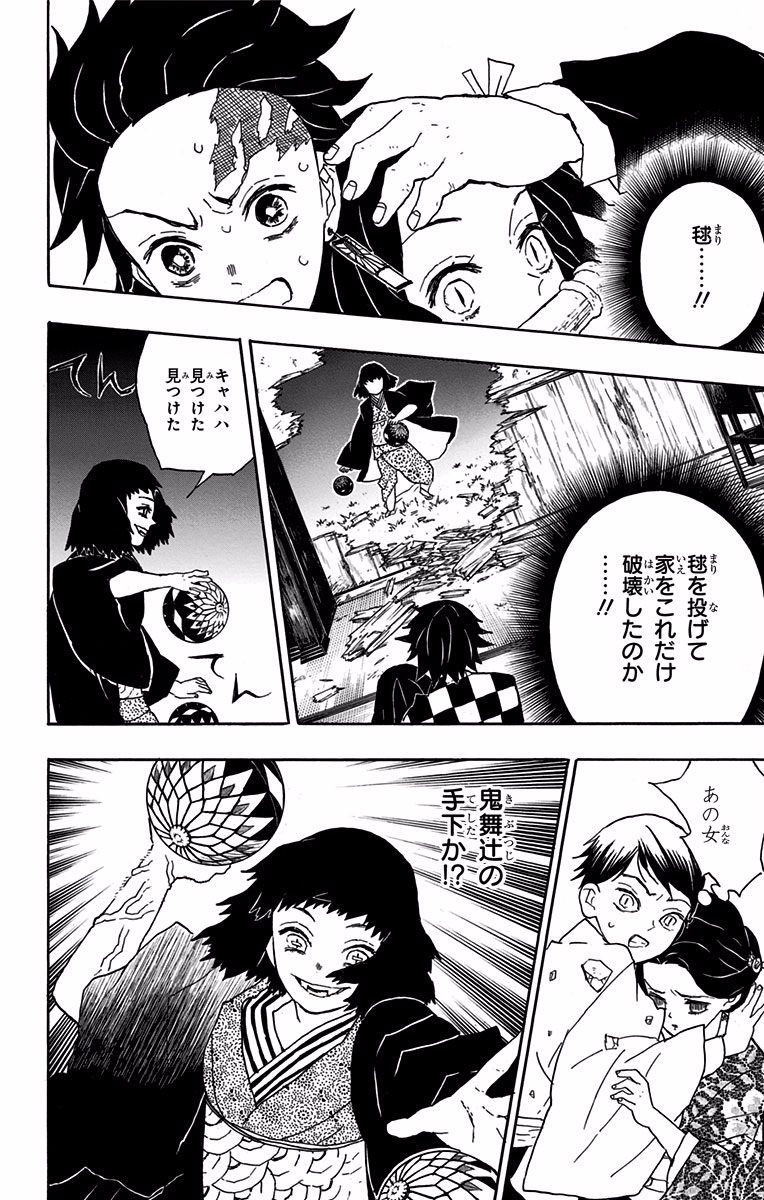 毬
……!!
毬を投げて
家をこれだけ
破壊したのか
……!!
キャハハ
見つけた
見つけた
てん
てん
あの女
鬼舞辻の
手下か!?